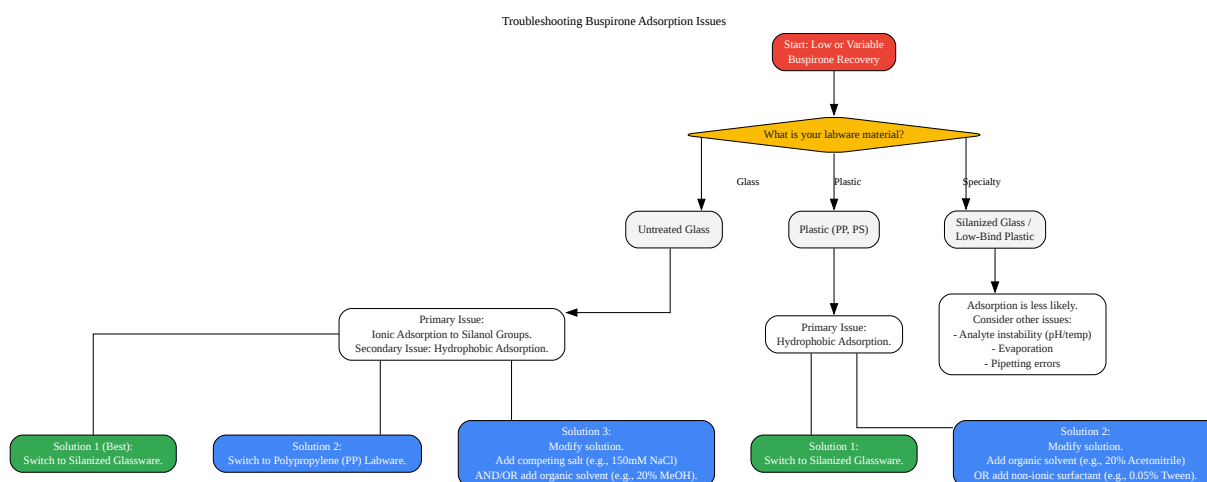 Troubleshooting Buspirone Adsorption Issues
Start: Low or Variable
Buspirone Recovery
What is your labware material?
Glass
Plastic
Specialty
Untreated Glass
Plastic (PP, PS)
Silanized Glass /
Low-Bind Plastic
Primary Issue:
Ionic Adsorption to Silanol Groups.
Secondary Issue: Hydrophobic Adsorption.
Primary Issue:
Hydrophobic Adsorption.
Adsorption is less likely.
Consider other issues:
- Analyte instability (pH/temp)
- Evaporation
- Pipetting errors
Solution 1 (Best):
Switch to Silanized Glassware.
Solution 2:
Switch to Polypropylene (PP) Labware.
Solution 3:
Modify solution.
Add competing salt (e.g., 150mM NaCl)
AND/OR add organic solvent (e.g., 20% MeOH).
Solution 1:
Switch to Silanized Glassware.
Solution 2:
Modify solution.
Add organic solvent (e.g., 20% Acetonitrile)
OR add non-ionic surfactant (e.g., 0.05% Tween).